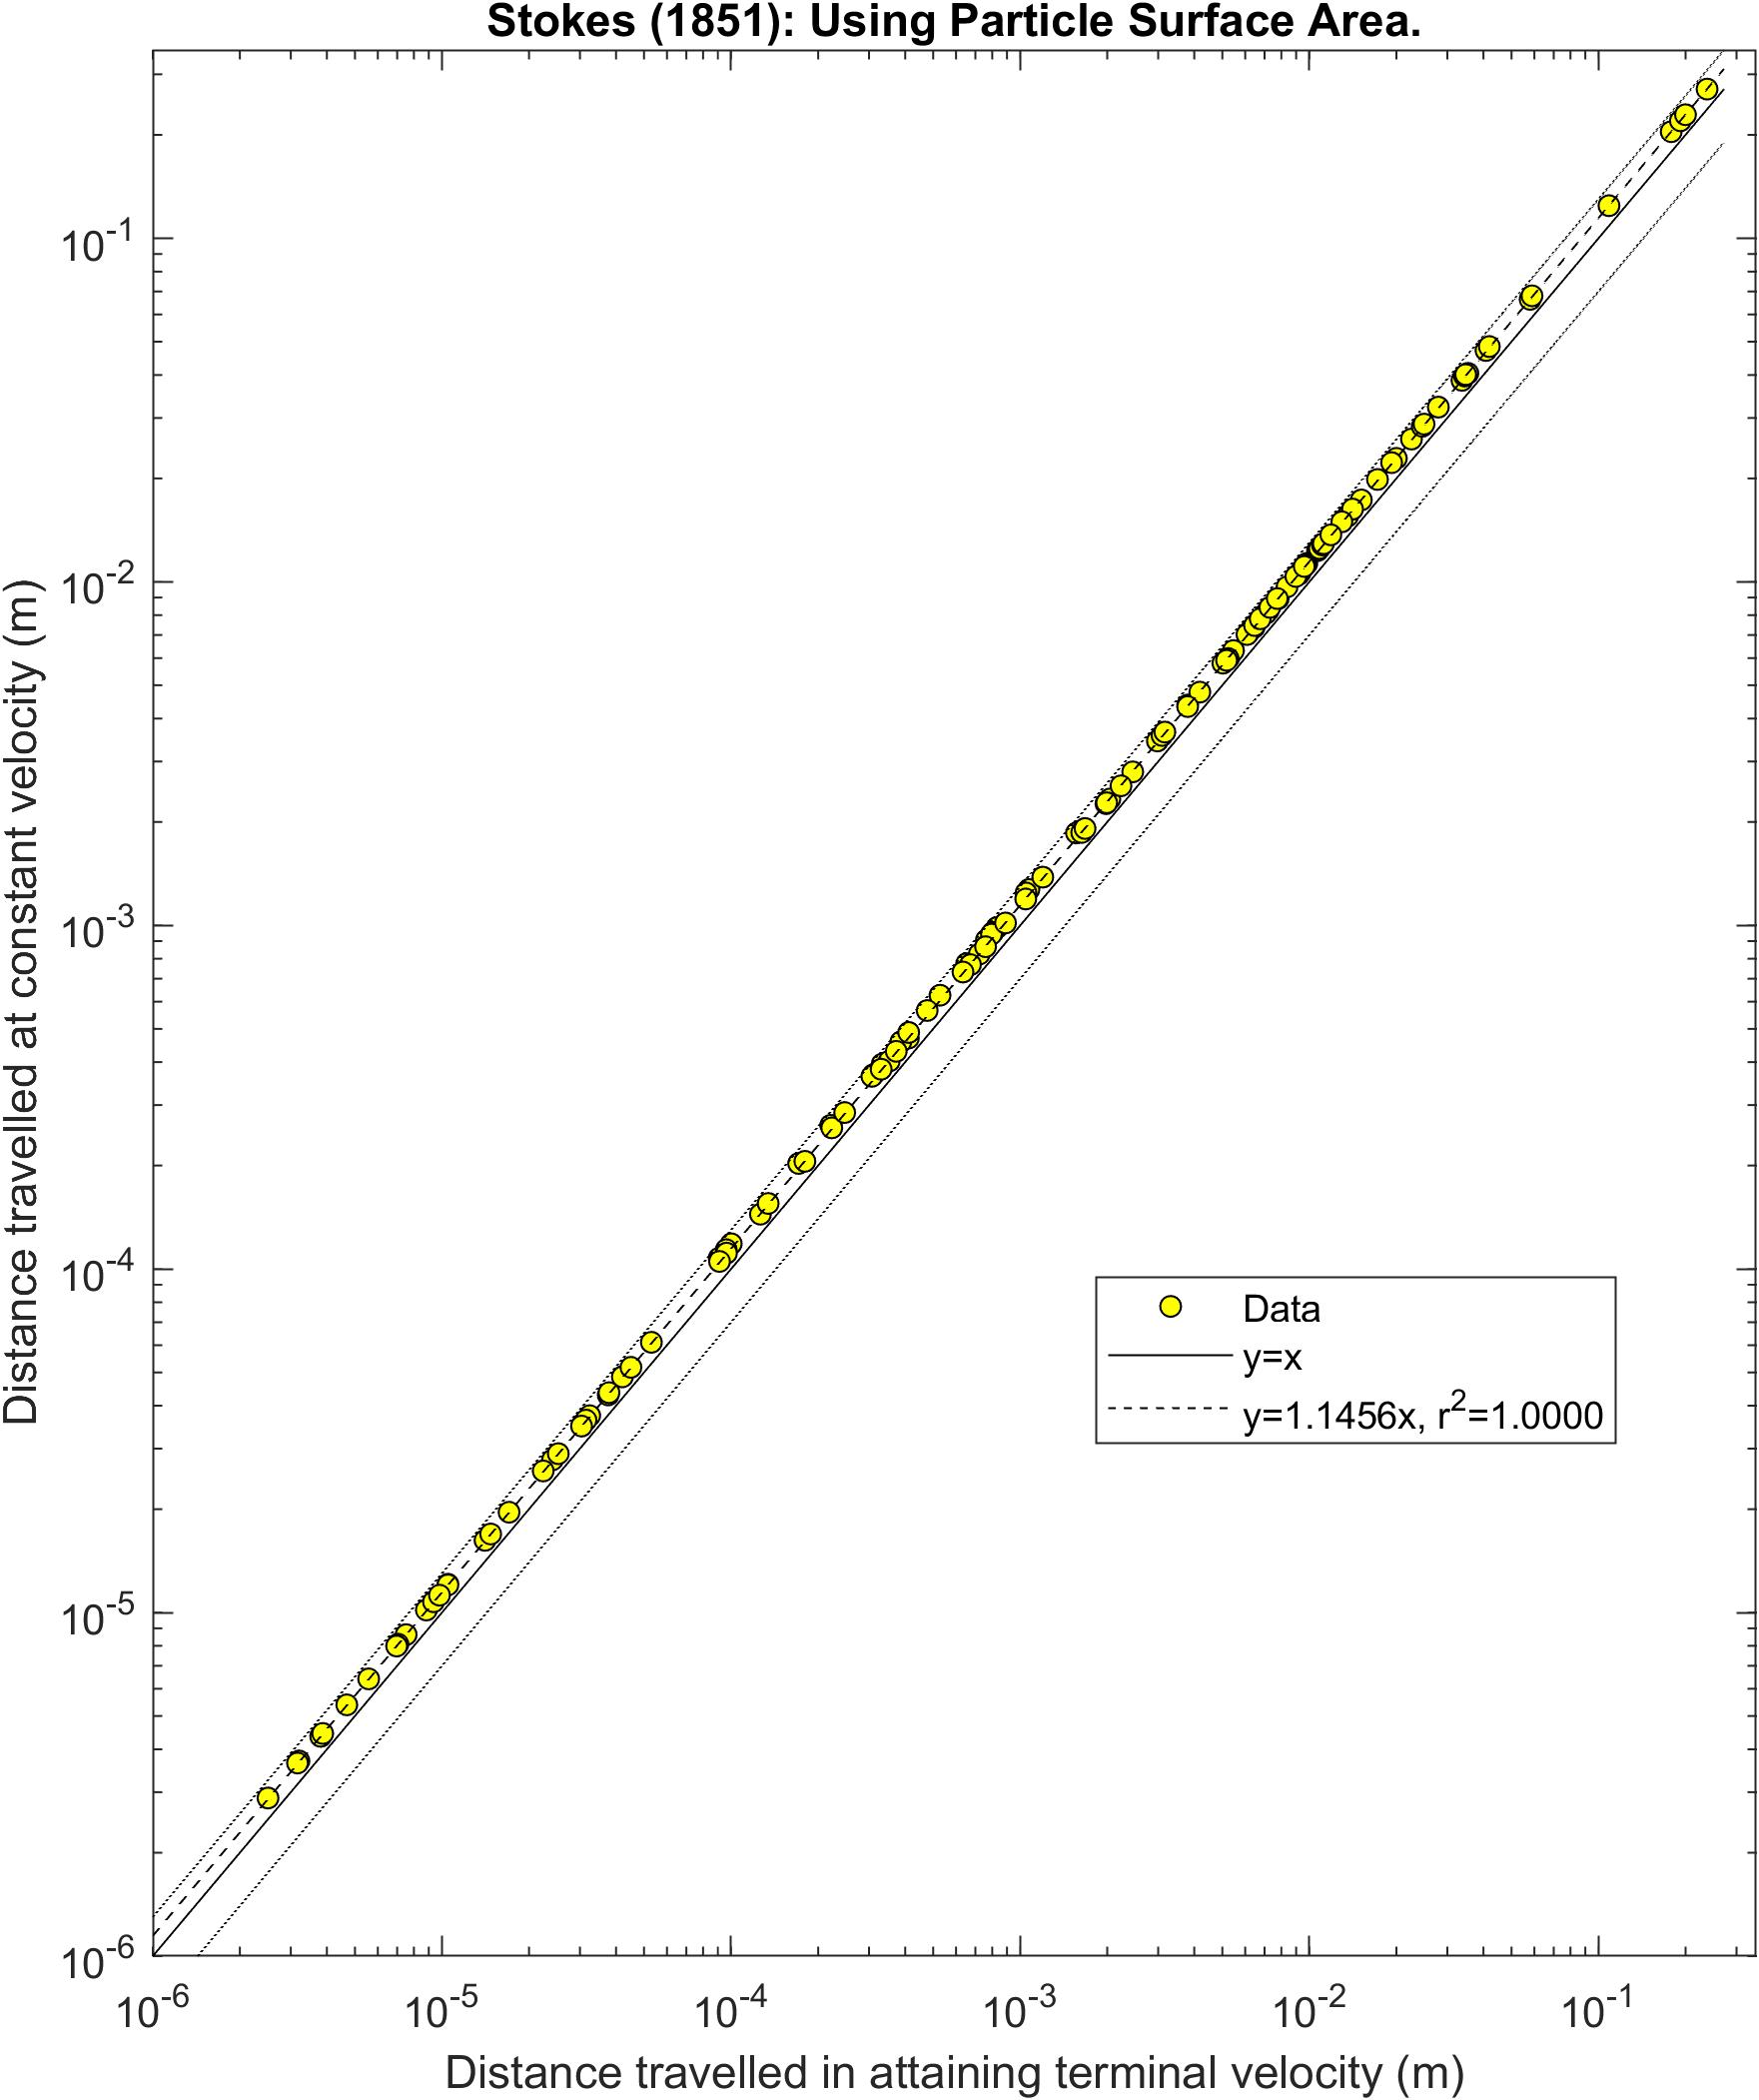 Stokes (1851): Using Particle Surface Area.
Distance travelled at constant velocity (m)
10^-1
10^-2
10^-3
10^-4
10^-5
10^-6
Data
y=x
y=1.1456x, r^2=1.0000
10^-6 10^-5 10^-4 10^-3 10^-2 10^-1
Distance travelled in attaining terminal velocity (m)